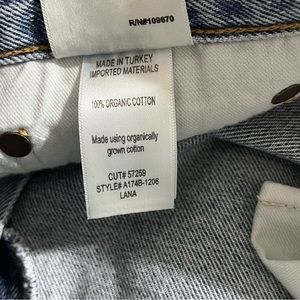 R/N#109670
MADE IN TURKEY
IMPORTED MATERIALS
100% ORGANIC COTTON
Made using organically
grown cotton
CUT# 57259
STYLE# A174B-1206
LANA